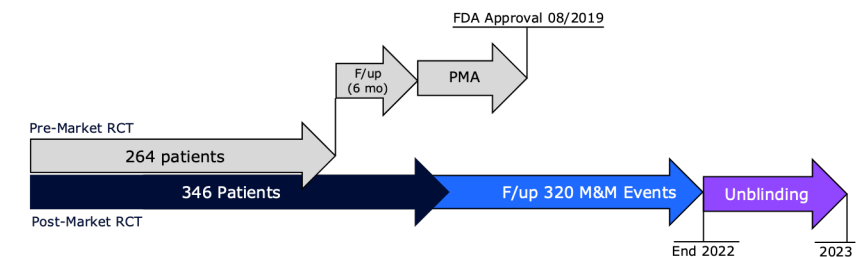 FDA Approval 08/2019
F/up
(6 mo)
PMA
Pre-Market RCT
264 patients
346 Patients
F/up 320 M&M Events
Unblinding
Post-Market RCT
End 2022
2023